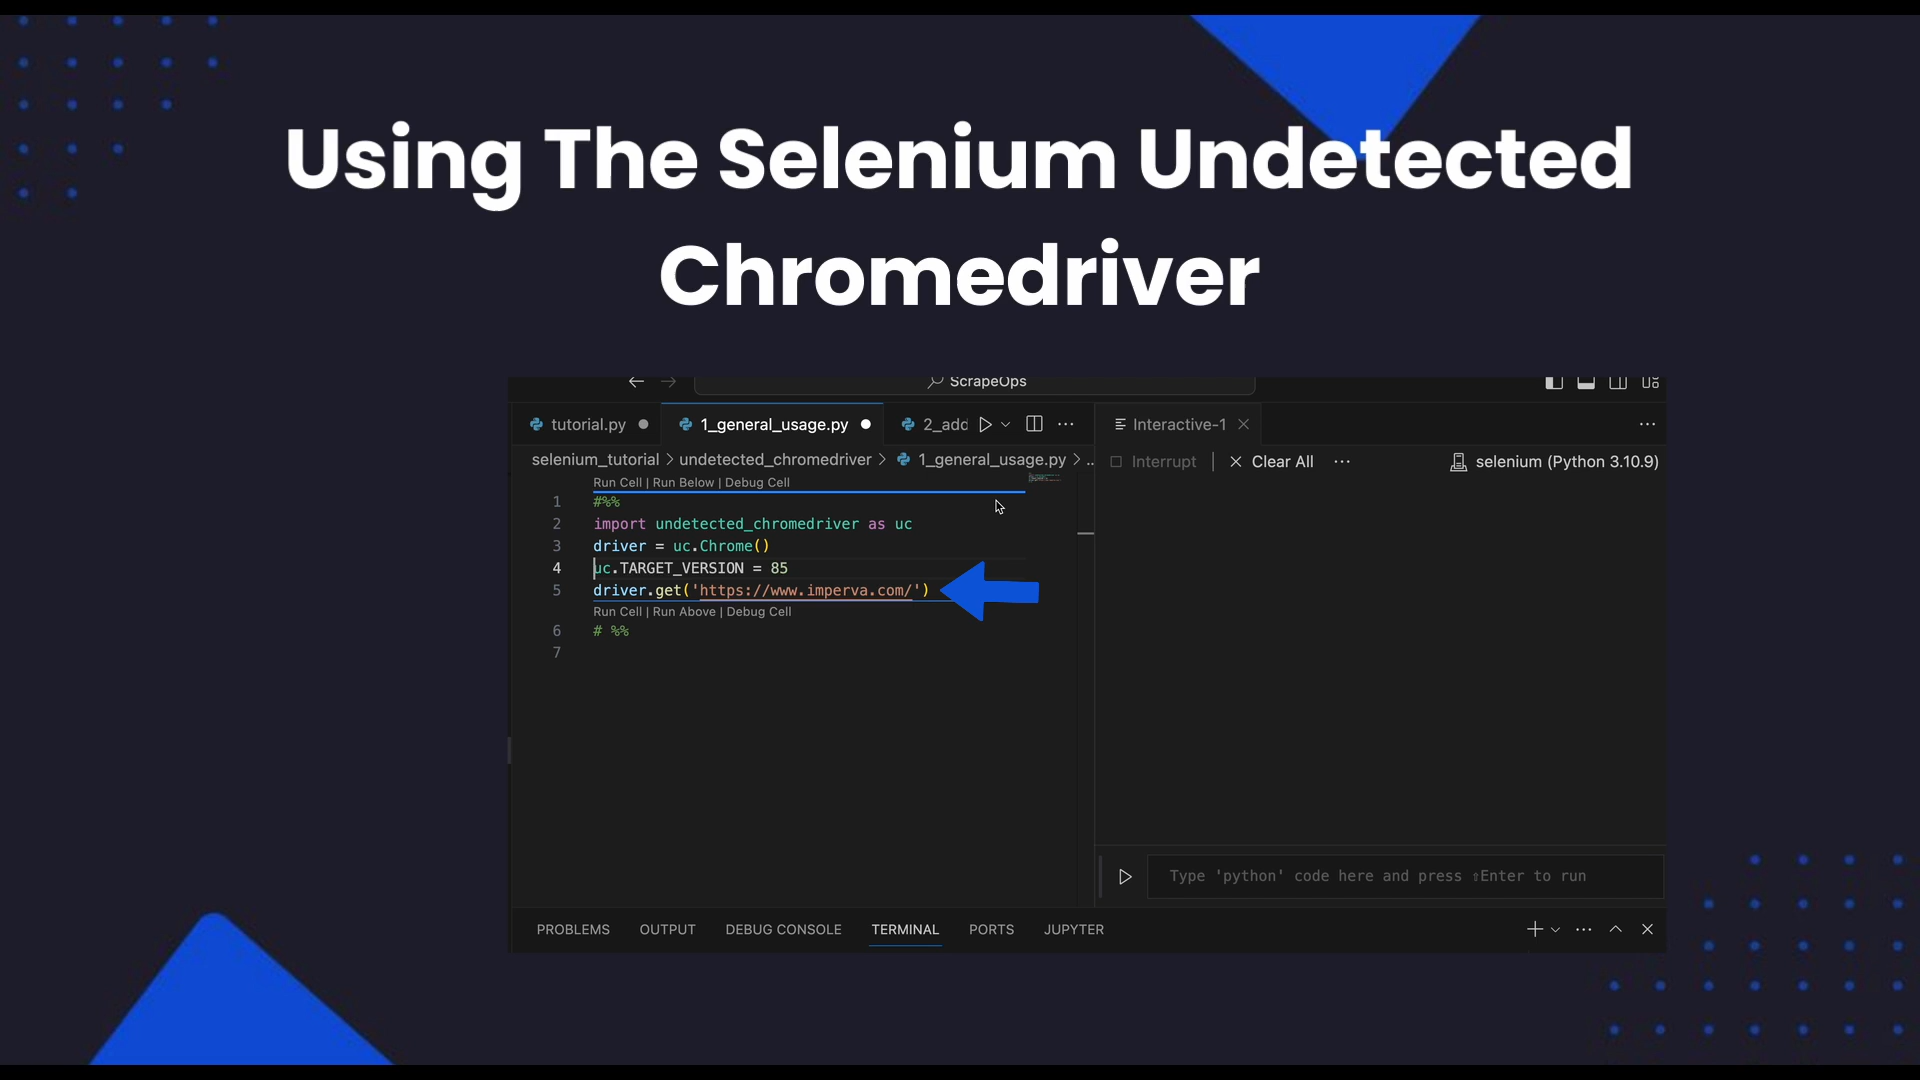 Using The Selenium Undetected
Chromedriver
ScrapeOps
tutorial.py
1_general_usage.py
2_add
Interactive-1
selenium_tutorial > undetected_chromedriver > 1_general_usage.py > ..
Interrupt | Clear All ...
selenium (Python 3.10.9)
Run Cell | Run Below | Debug Cell
1 #%%
2 import undetected_chromedriver as uc
3 driver = uc.Chrome()
4 uc.TARGET_VERSION = 85
5 driver.get('https://www.imperva.com/')
Run Cell | Run Above | Debug Cell
6 # %%
7
Type 'python' code here and press ⇧Enter to run
PROBLEMS OUTPUT DEBUG CONSOLE TERMINAL PORTS JUPYTER